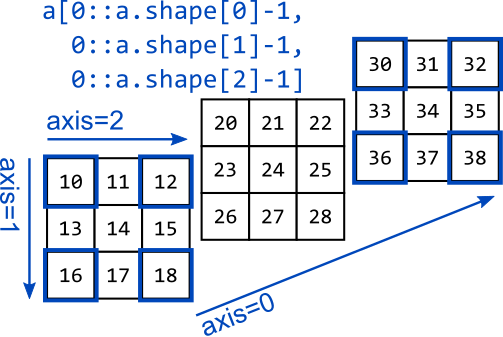 a[0::a.shape[0]-1,
0::a.shape[1]-1,
0::a.shape[2]-1]
axis=2
axis=1
axis=0
10 11 12
13 14 15
16 17 18
20 21 22
23 24 25
26 27 28
30 31 32
33 34 35
36 37 38